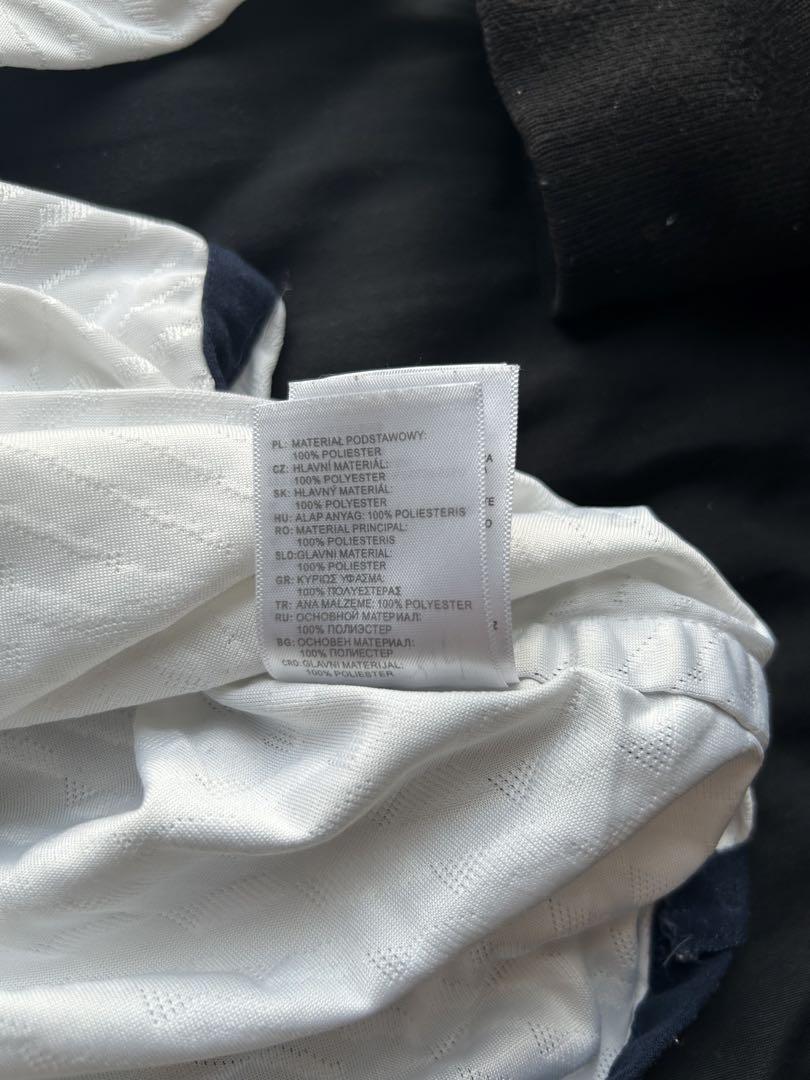 PL: MATERIAŁ PODSTAWOWY:
100% POLIESTER
CZ: HLAVNÍ MATERIÁL:
100% POLYESTER
SK: HLAVNÝ MATERIÁL:
100% POLYESTER
HU: ALAP ANYAG: 100% POLIESTERIS
RO: MATERIAL PRINCIPAL:
100% POLIESTERIS
SLO:GLAVNI MATERIAL:
100% POLIESTER
GR: ΚΥΡΙΟΣ ΥΦΑΣΜΑ:
100% ΠΟΛΥΕΣΤΕΡΑΣ
TR: ANA MALZEME: 100% POLYESTER
RU: ОСНОВНОЙ МАТЕРИАЛ:
100% ПОЛИЭСТЕР
BG: ОСНОВЕН МАТЕРИАЛ:
100% ПОЛИЕСТЕР
CRO: GLAVNI MATERIJAL:
100% POLIESTER